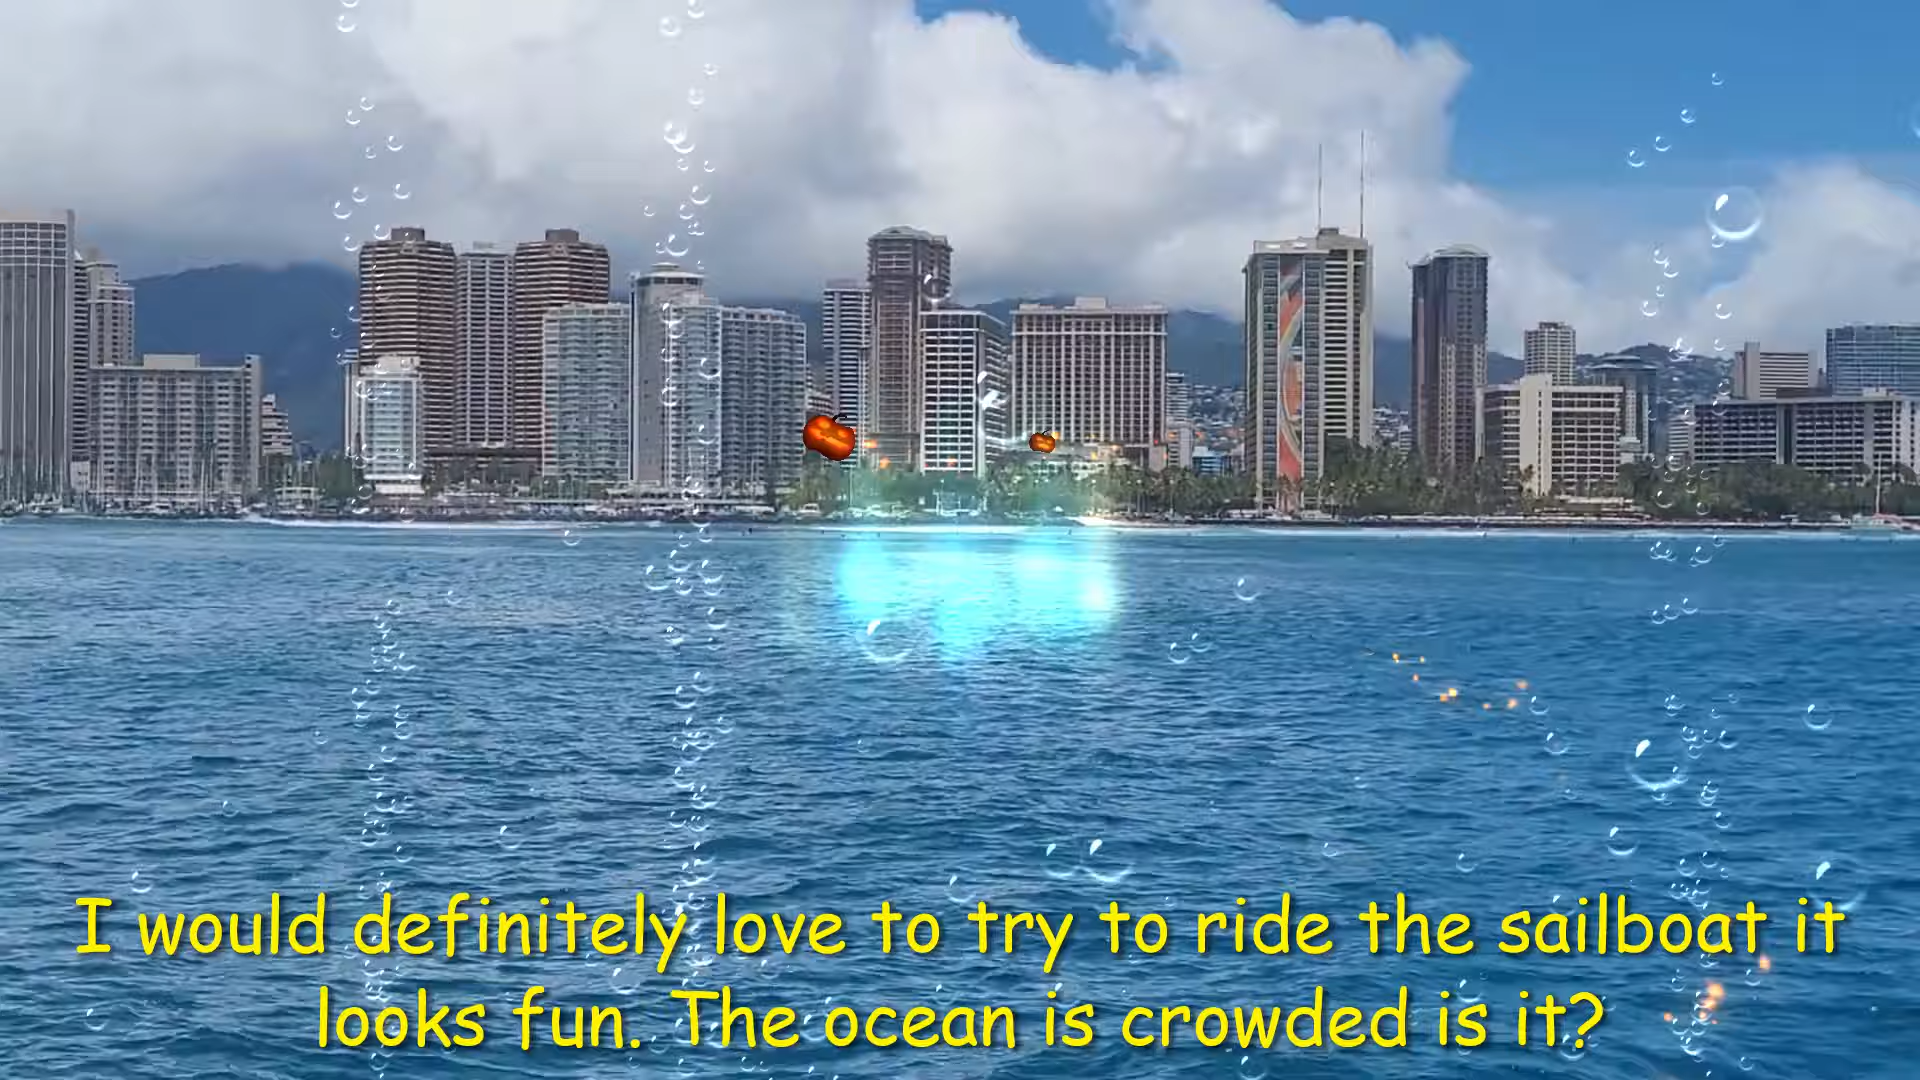 I would definitely love to try to ride the sailboat it
looks fun. The ocean is crowded is it?